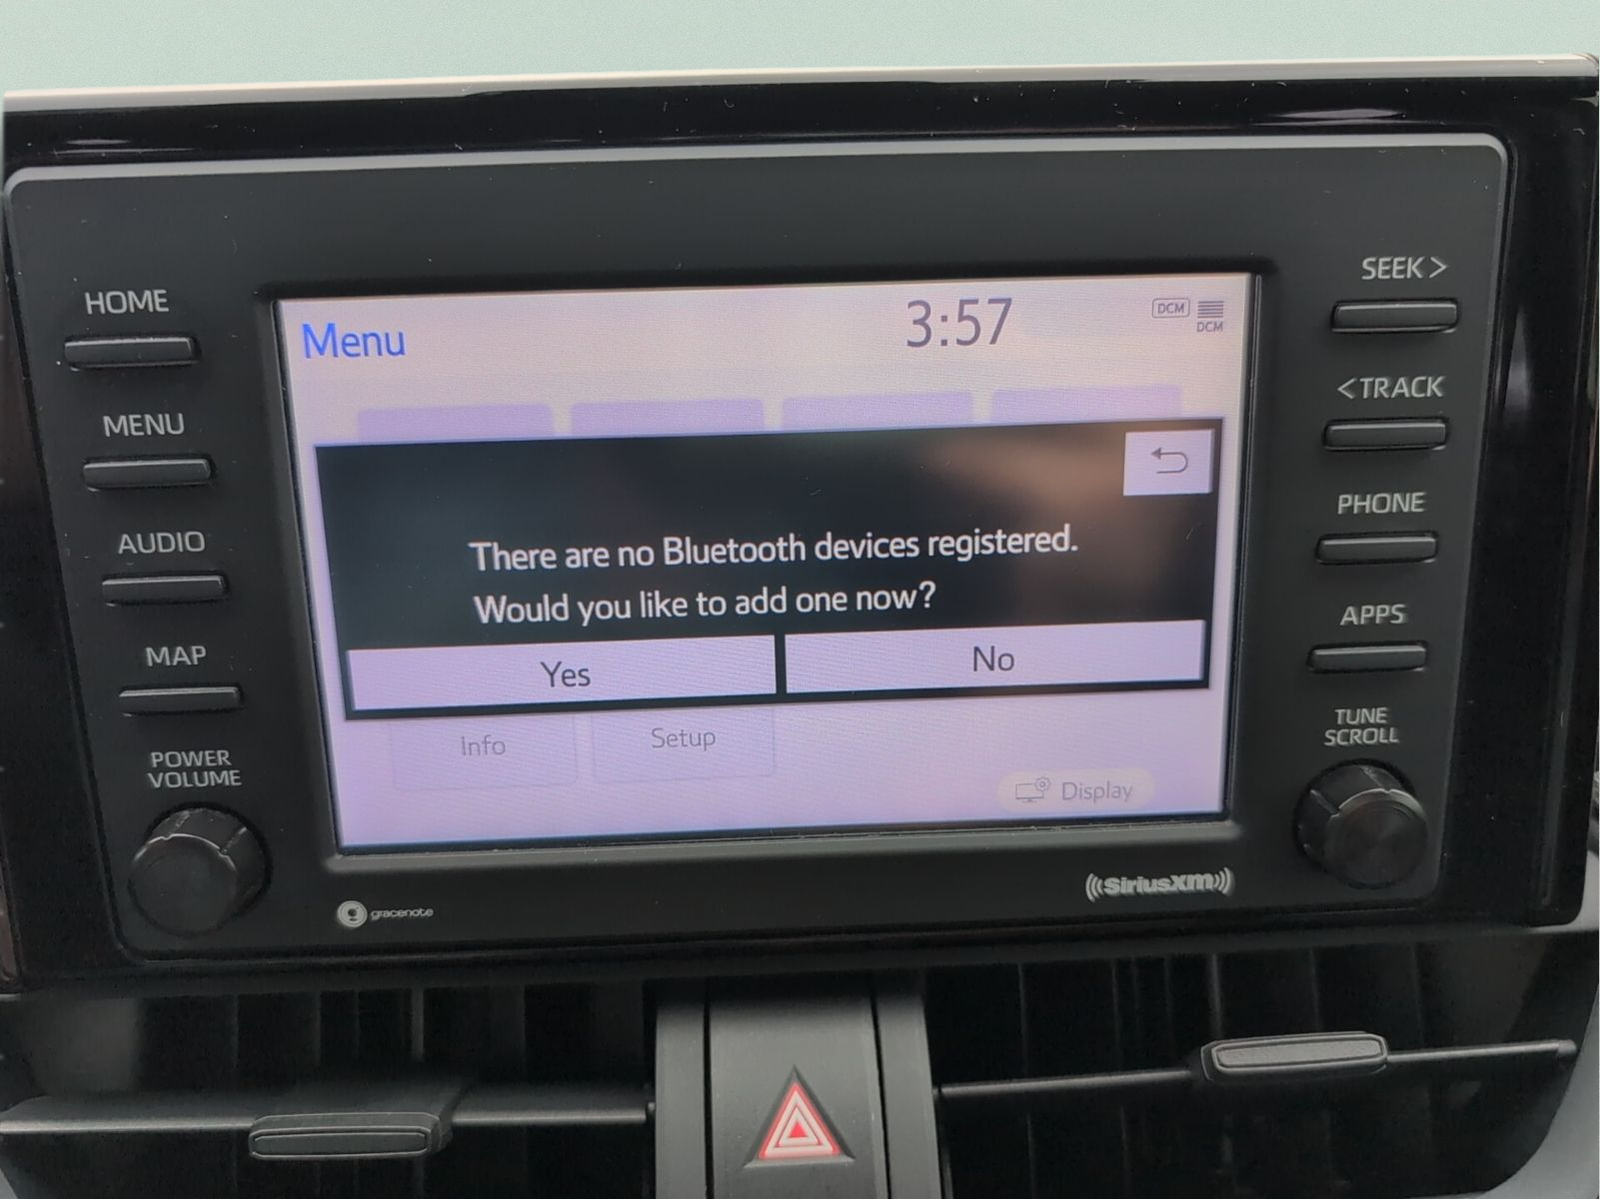 HOME
MENU
AUDIO
MAP
POWER
VOLUME
Menu
3:57
DCM
DCM
There are no Bluetooth devices registered.
Would you like to add one now?
Yes
No
Info
Setup
Display
SEEK >
< TRACK
PHONE
APPS
TUNE
SCROLL
gracenote
((SiriusXM))